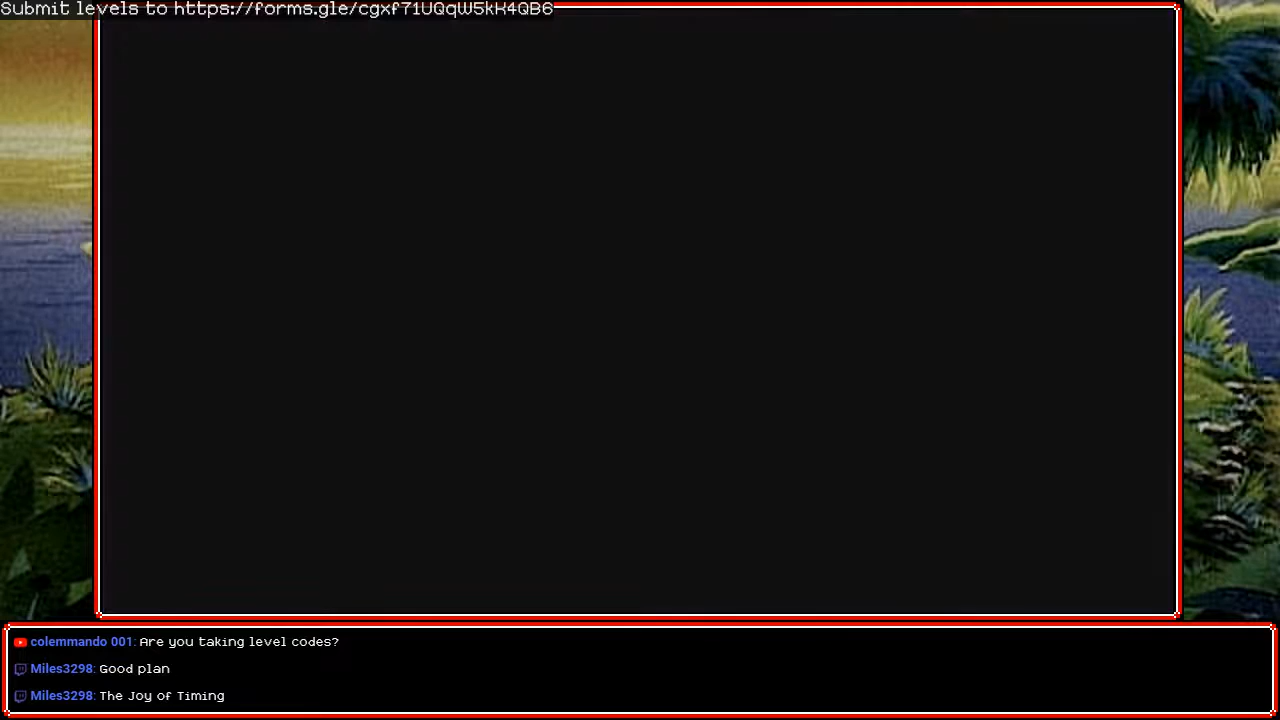 Submit levels to https://forms.gle/cgxf71UQqW5kH4QB6
colemmando 001: Are you taking level codes?
Miles3298: Good plan
Miles3298: The Joy of Timing